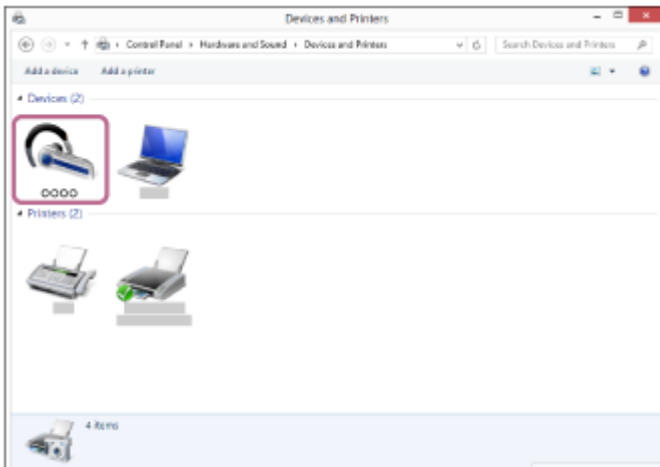 Devices and Printers
Control Panel › Hardware and Sound › Devices and Printers
Search Devices and Printers
Add a device Add a printer
Devices (2)
OOOO
Printers (2)
4 items